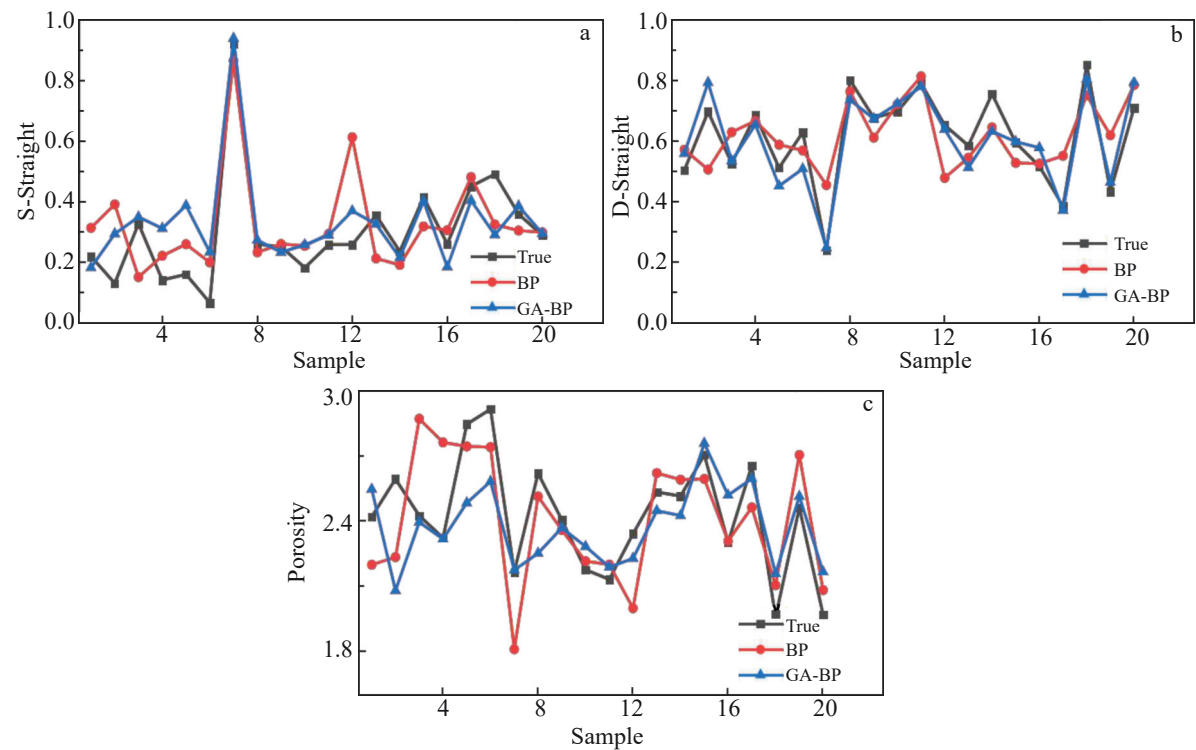 a
1.0
0.8
0.6
0.4
0.2
0.0
S-Straight
True
BP
GA-BP
4 8 12 16 20
Sample
b
1.0
0.8
0.6
0.4
0.2
0.0
D-Straight
True
BP
GA-BP
4 8 12 16 20
Sample
c
3.0
2.4
1.8
Porosity
True
BP
GA-BP
4 8 12 16 20
Sample